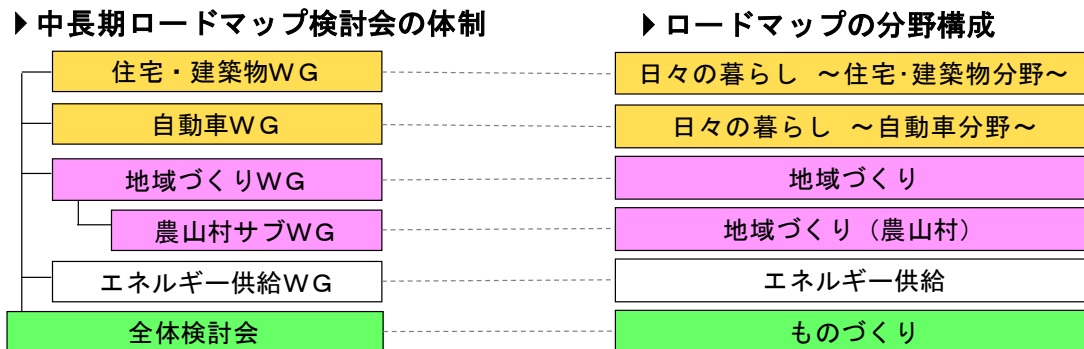 ▶中長期ロードマップ検討会の体制
住宅・建築物ＷＧ
自動車ＷＧ
地域づくりＷＧ
農山村サブＷＧ
エネルギー供給ＷＧ
全体検討会
▶ロードマップの分野構成
日々の暮らし ～住宅・建築物分野～
日々の暮らし ～自動車分野～
地域づくり
地域づくり（農山村）
エネルギー供給
ものづくり